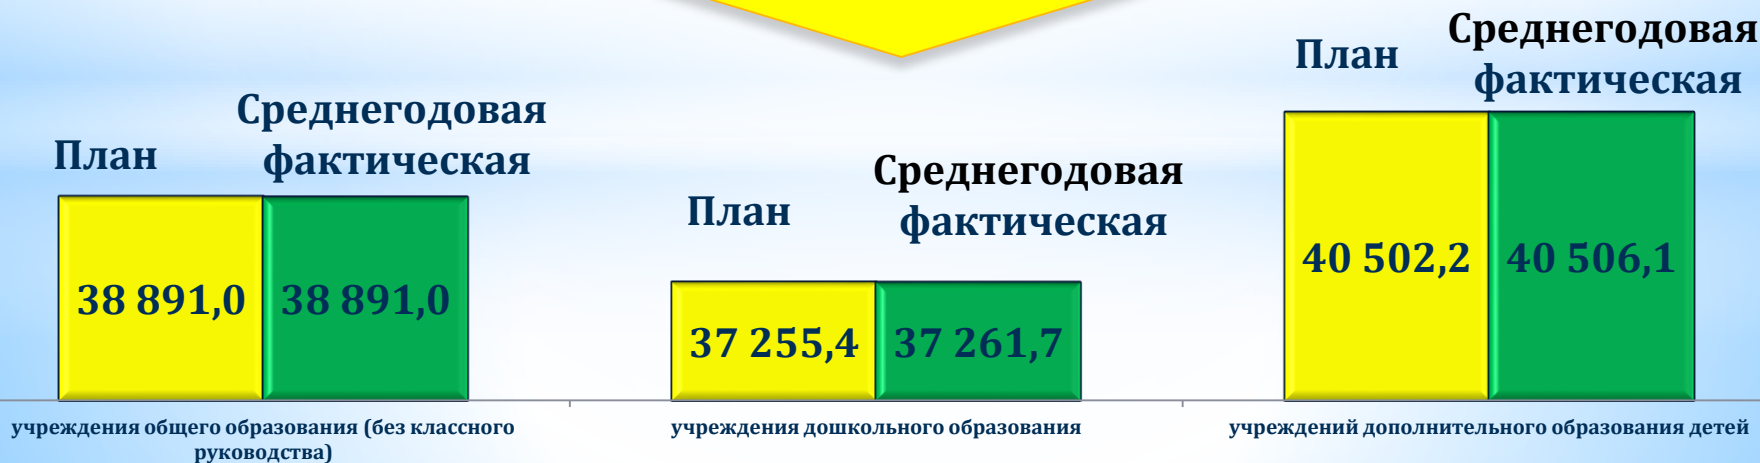 План
Среднегодовая
фактическая
38 891,0
38 891,0
учреждения общего образования (без классного
руководства)
План
Среднегодовая
фактическая
37 255,4
37 261,7
учреждения дошкольного образования
План
Среднегодовая
фактическая
40 502,2
40 506,1
учреждений дополнительного образования детей